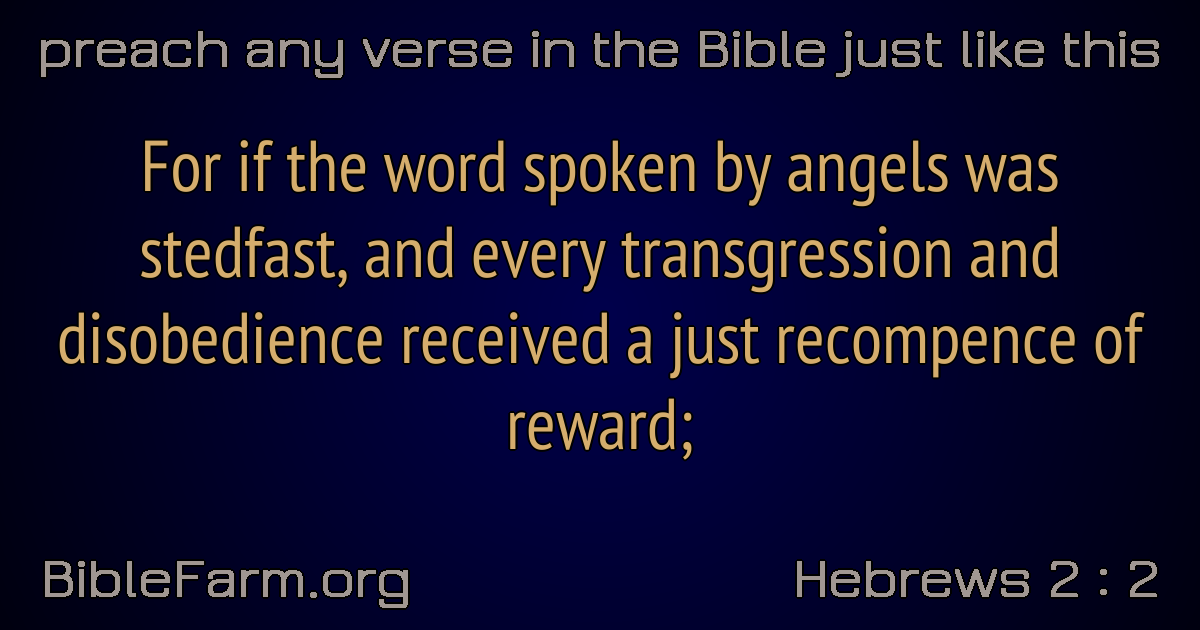 preach any verse in the Bible just like this
For if the word spoken by angels was
stedfast, and every transgression and
disobedience received a just recompence of
reward;
BibleFarm.org
Hebrews 2 : 2